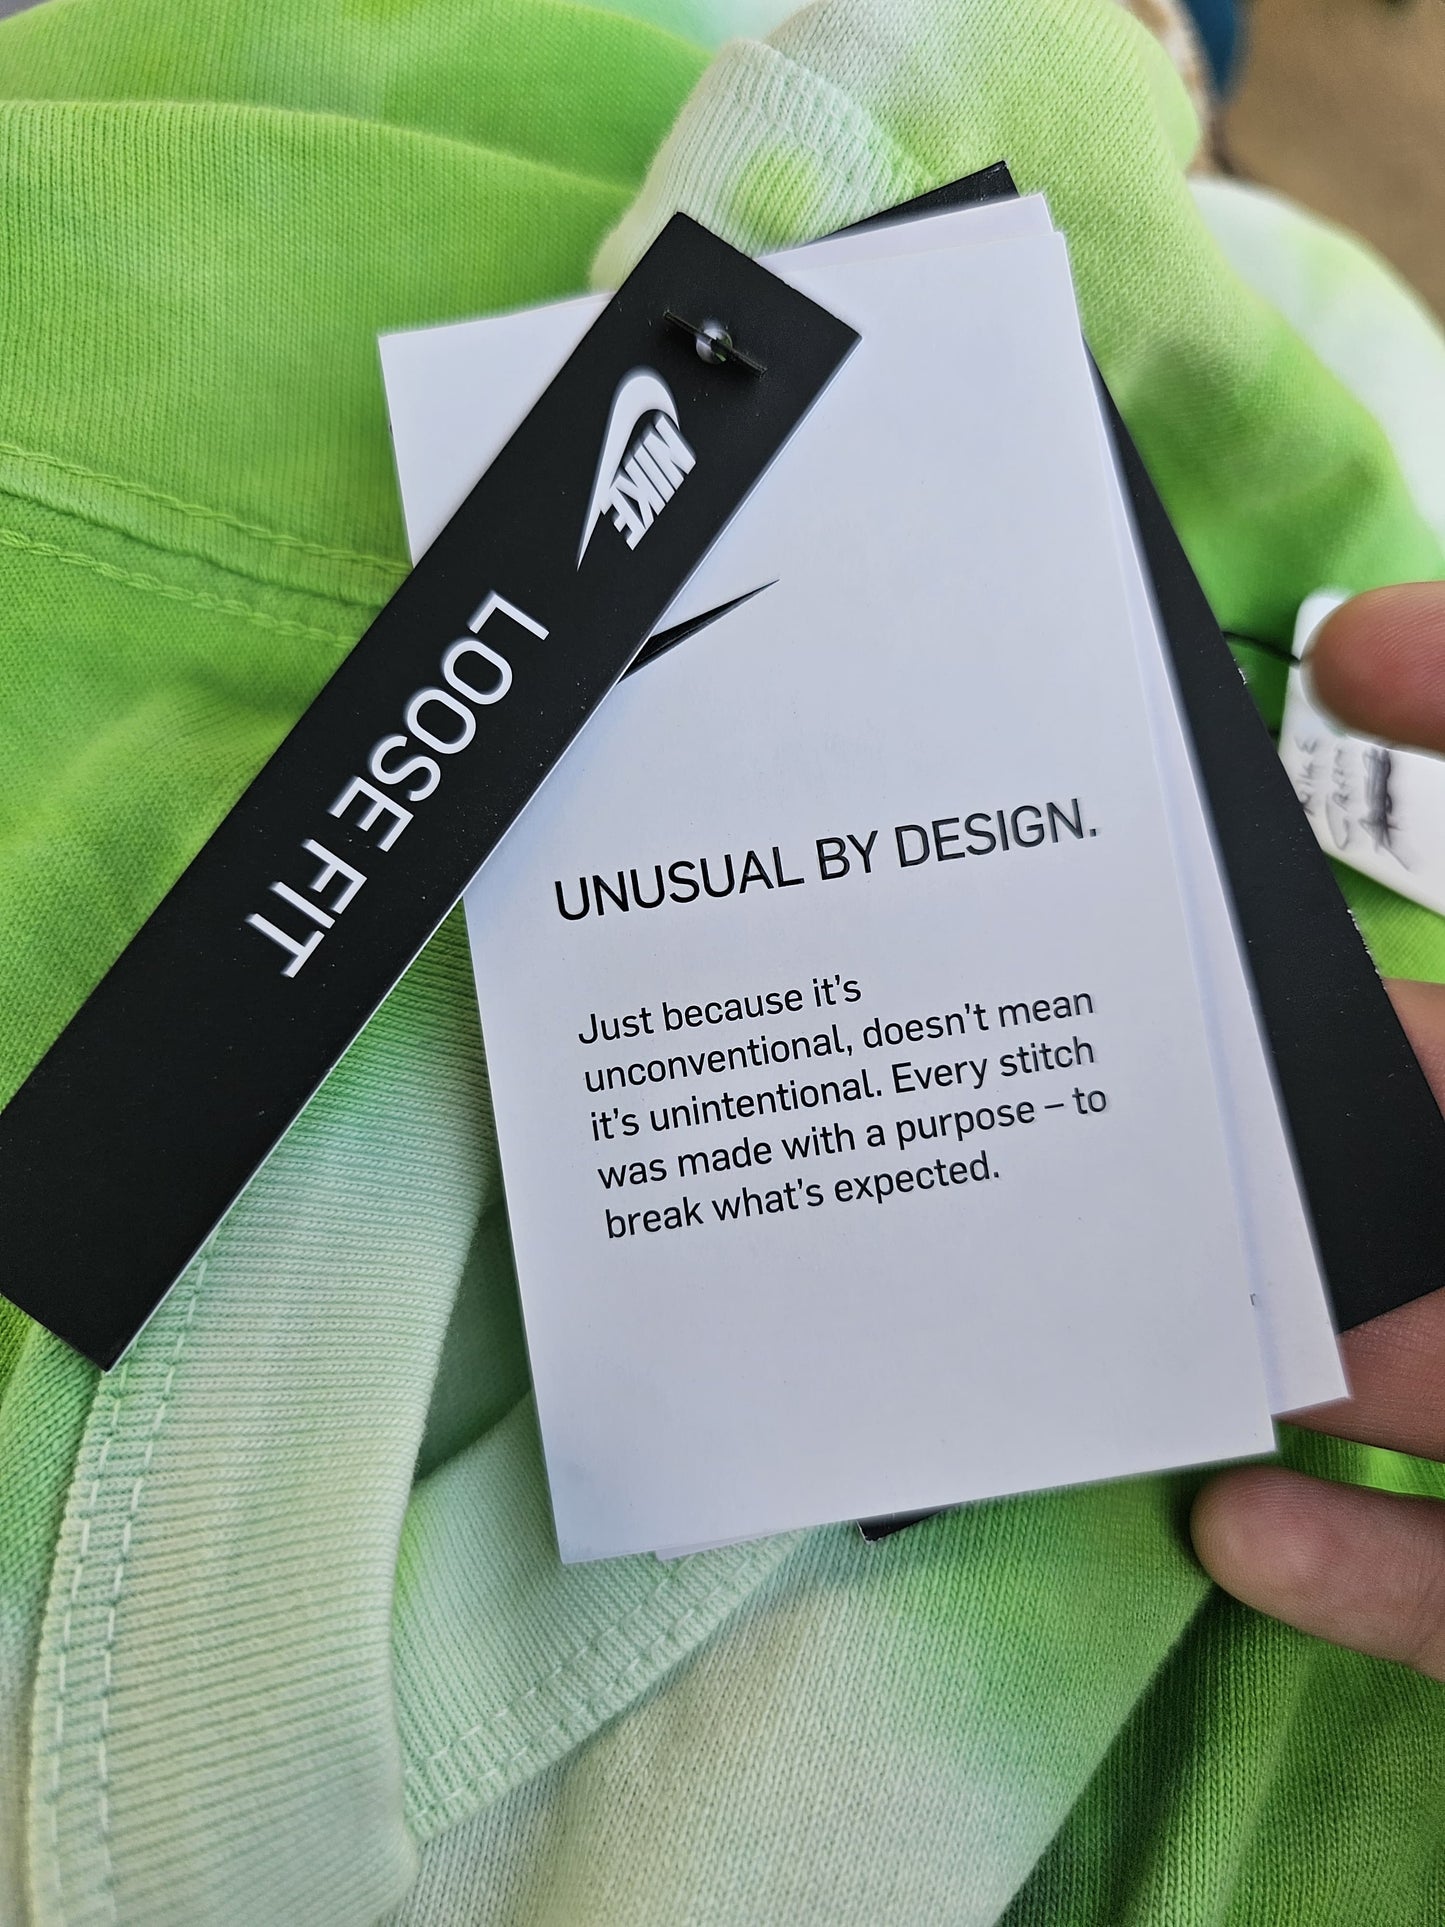 NIKE
LOOSE FIT
UNUSUAL BY DESIGN.
Just because it's
unconventional, doesn't mean
it's unintentional. Every stitch
was made with a purpose – to
break what's expected.